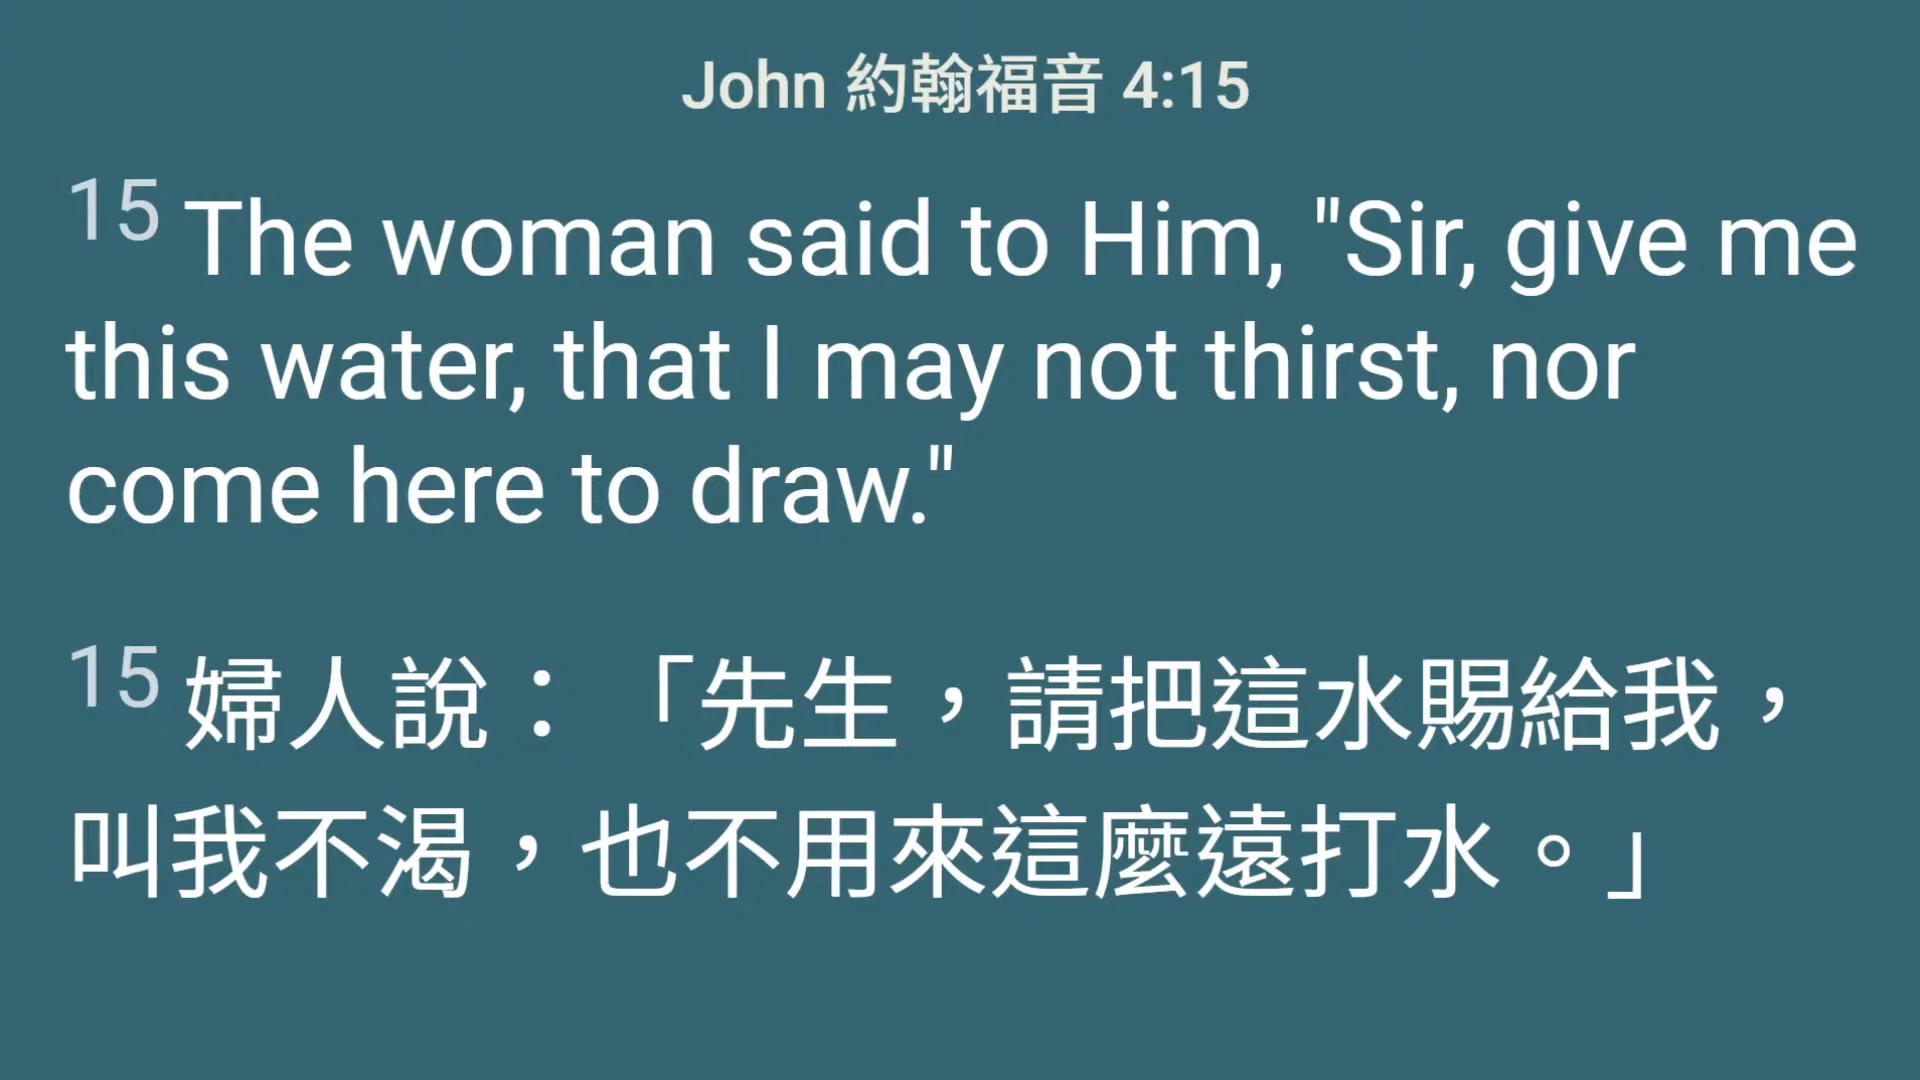 John 約翰福音 4:15
15 The woman said to Him, "Sir, give me
this water, that I may not thirst, nor
come here to draw."
15 婦人說：「先生，請把這水賜給我，
叫我不渴，也不用來這麼遠打水。」